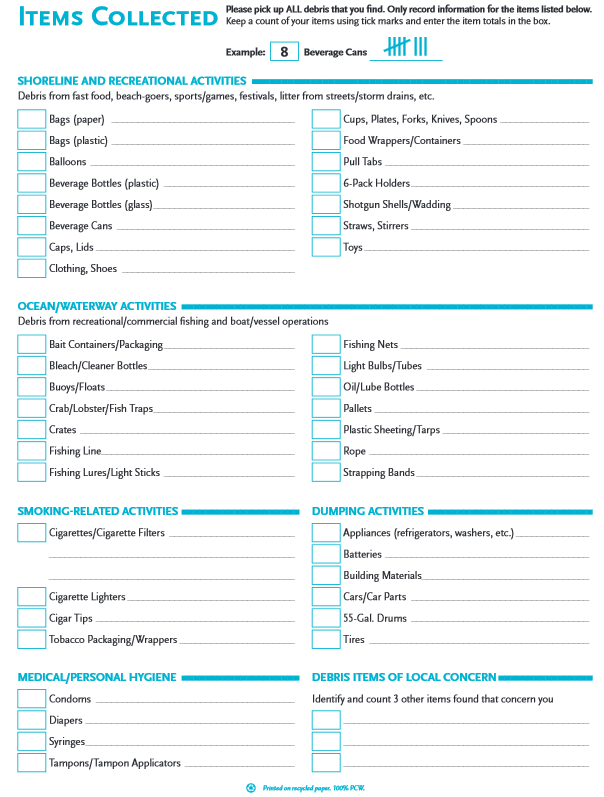 ITEMS COLLECTED
Please pick up ALL debris that you find. Only record information for the items listed below.
Keep a count of your items using tick marks and enter the item totals in the box.
Example: 8 Beverage Cans
SHORELINE AND RECREATIONAL ACTIVITIES
Debris from fast food, beach-goers, sports/games, festivals, litter from streets/storm drains, etc.
Bags (paper)
Bags (plastic)
Balloons
Beverage Bottles (plastic)
Beverage Bottles (glass)
Beverage Cans
Caps, Lids
Clothing, Shoes
Cups, Plates, Forks, Knives, Spoons
Food Wrappers/Containers
Pull Tabs
6-Pack Holders
Shotgun Shells/Wadding
Straws, Stirrers
Toys
OCEAN/WATERWAY ACTIVITIES
Debris from recreational/commercial fishing and boat/vessel operations
Bait Containers/Packaging
Bleach/Cleaner Bottles
Buoys/Floats
Crab/Lobster/Fish Traps
Crates
Fishing Line
Fishing Lures/Light Sticks
Fishing Nets
Light Bulbs/Tubes
Oil/Lube Bottles
Pallets
Plastic Sheeting/Tarps
Rope
Strapping Bands
SMOKING-RELATED ACTIVITIES
Cigarettes/Cigarette Filters
Cigarette Lighters
Cigar Tips
Tobacco Packaging/Wrappers
DUMPING ACTIVITIES
Appliances (refrigerators, washers, etc.)
Batteries
Building Materials
Cars/Car Parts
55-Gal. Drums
Tires
MEDICAL/PERSONAL HYGIENE
Condoms
Diapers
Syringes
Tampons/Tampon Applicators
DEBRIS ITEMS OF LOCAL CONCERN
Identify and count 3 other items found that concern you
Printed on recycled paper. 100% PCW.